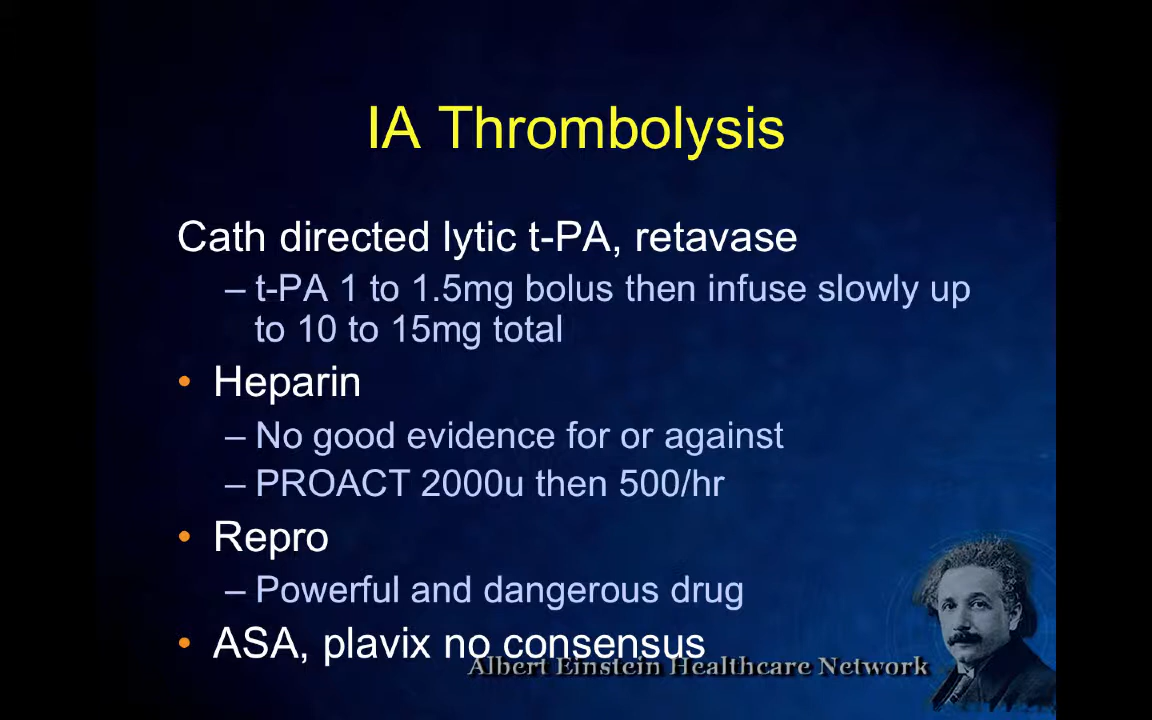 IA Thrombolysis
Cath directed lytic t-PA, retavase
– t-PA 1 to 1.5mg bolus then infuse slowly up
to 10 to 15mg total
• Heparin
– No good evidence for or against
– PROACT 2000u then 500/hr
• Repro
– Powerful and dangerous drug
• ASA, plavix no consensus
Albert Einstein Healthcare Network